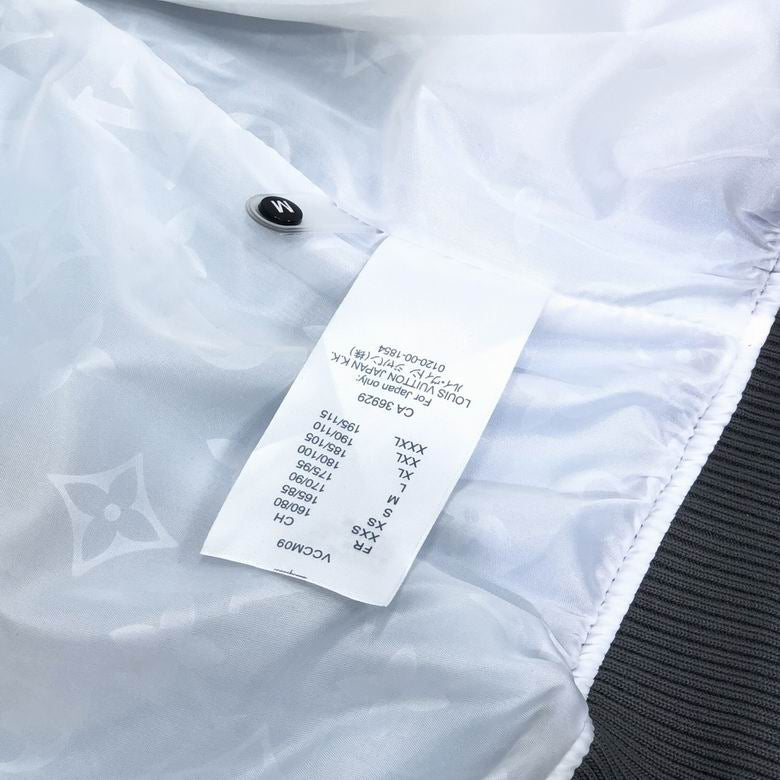 M
VCCM09
FR CH
XXS 160/80
XS 165/85
S 170/90
M 175/95
L 180/100
XL 185/105
XXL 190/110
XXXL 195/115
CA 36929
For Japan only:
LOUIS VUITTON JAPAN K.K.
ルイ・ヴィトン ジャパン(株)
0120-00-1854